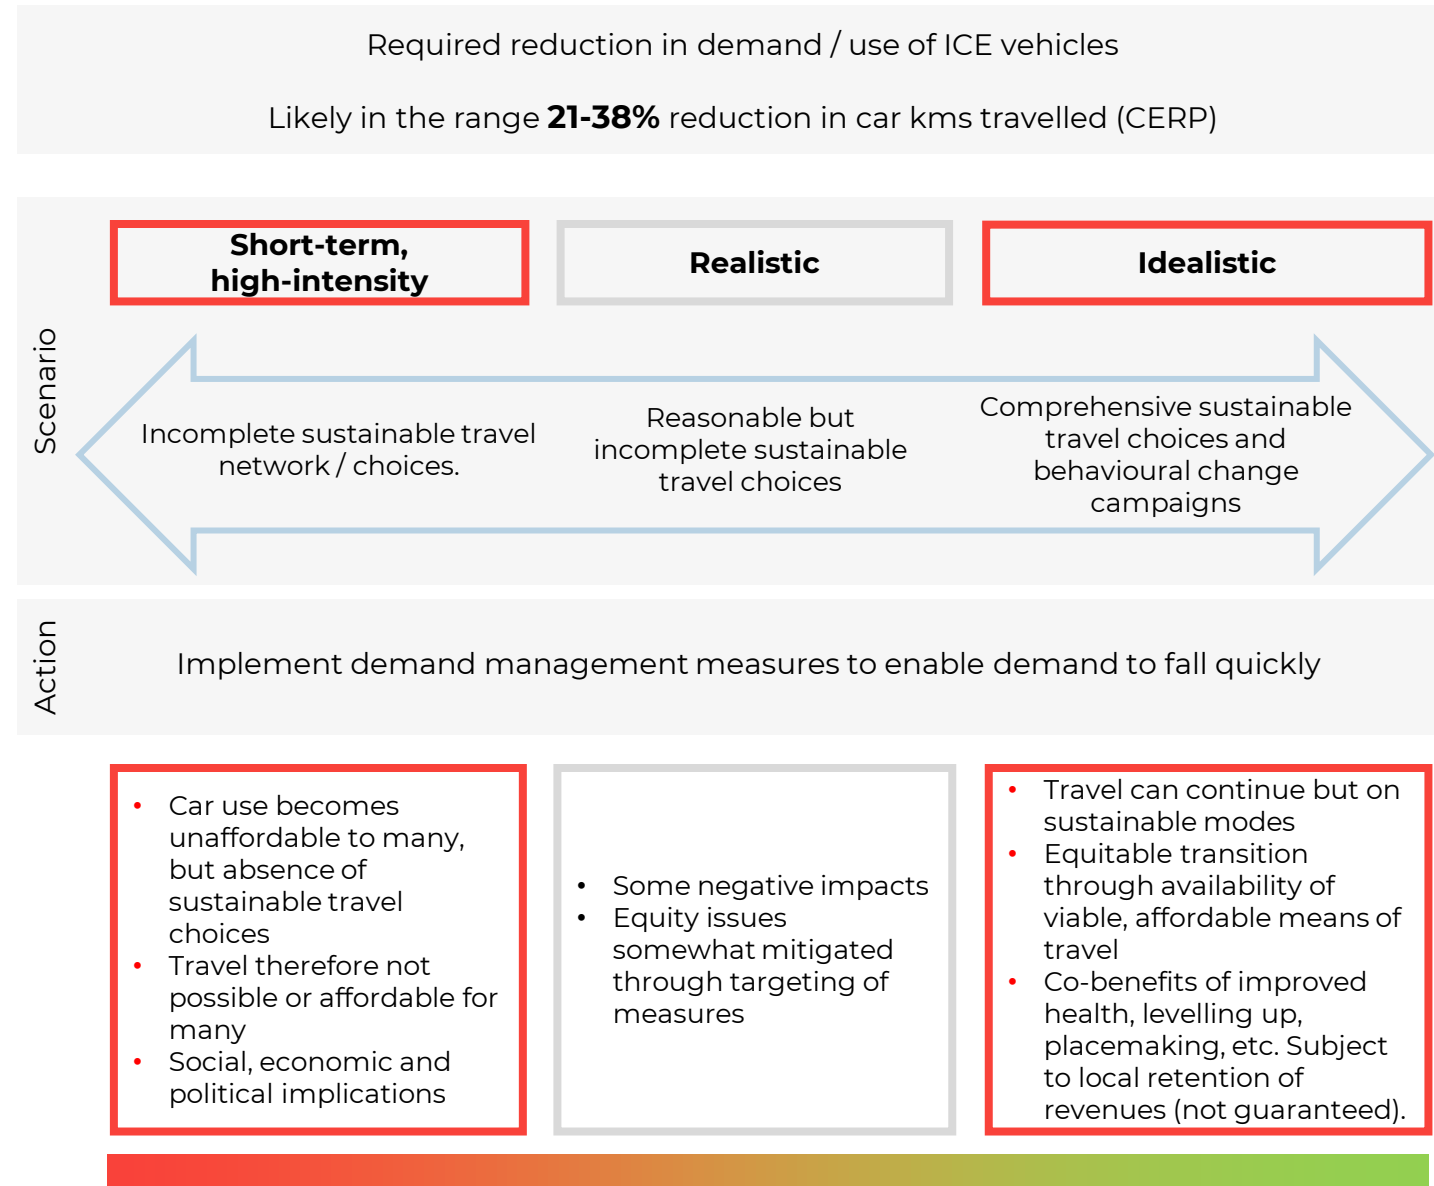 Required reduction in demand / use of ICE vehicles
Likely in the range 21-38% reduction in car kms travelled (CERP)
Scenario
Short-term,
high-intensity
Realistic
Idealistic
Incomplete sustainable travel
network / choices.
Reasonable but
incomplete sustainable
travel choices
Comprehensive sustainable
travel choices and
behavioural change
campaigns
Action
Implement demand management measures to enable demand to fall quickly
• Car use becomes
unaffordable to many,
but absence of
sustainable travel
choices
• Travel therefore not
possible or affordable for
many
• Social, economic and
political implications
• Some negative impacts
• Equity issues
somewhat mitigated
through targeting of
measures
• Travel can continue but on
sustainable modes
• Equitable transition
through availability of
viable, affordable means of
travel
• Co-benefits of improved
health, levelling up,
placemaking, etc. Subject
to local retention of
revenues (not guaranteed).